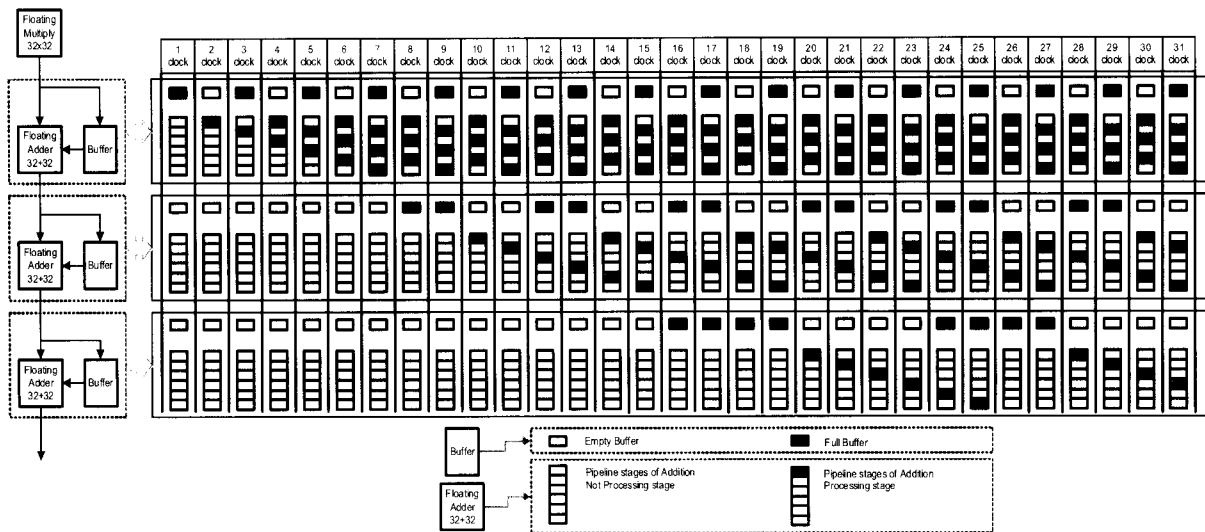 Floating
Multiply
32x32
1 2 3 4 5 6 7 8 9 10 11 12 13 14 15 16 17 18 19 20 21 22 23 24 25 26 27 28 29 30 31
clock clock clock clock clock clock clock clock clock clock clock clock clock clock clock clock clock clock clock clock clock clock clock clock clock clock clock clock clock clock clock
Floating
Adder
32+32
Buffer
Floating
Adder
32+32
Buffer
Floating
Adder
32+32
Buffer
Buffer
Empty Buffer
Full Buffer
Floating
Adder
32+32
Pipeline stages of Addition
Not Processing stage
Pipeline stages of Addition
Processing stage